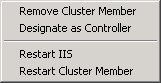 Remove Cluster Member
Designate as Controller
Restart IIS
Restart Cluster Member